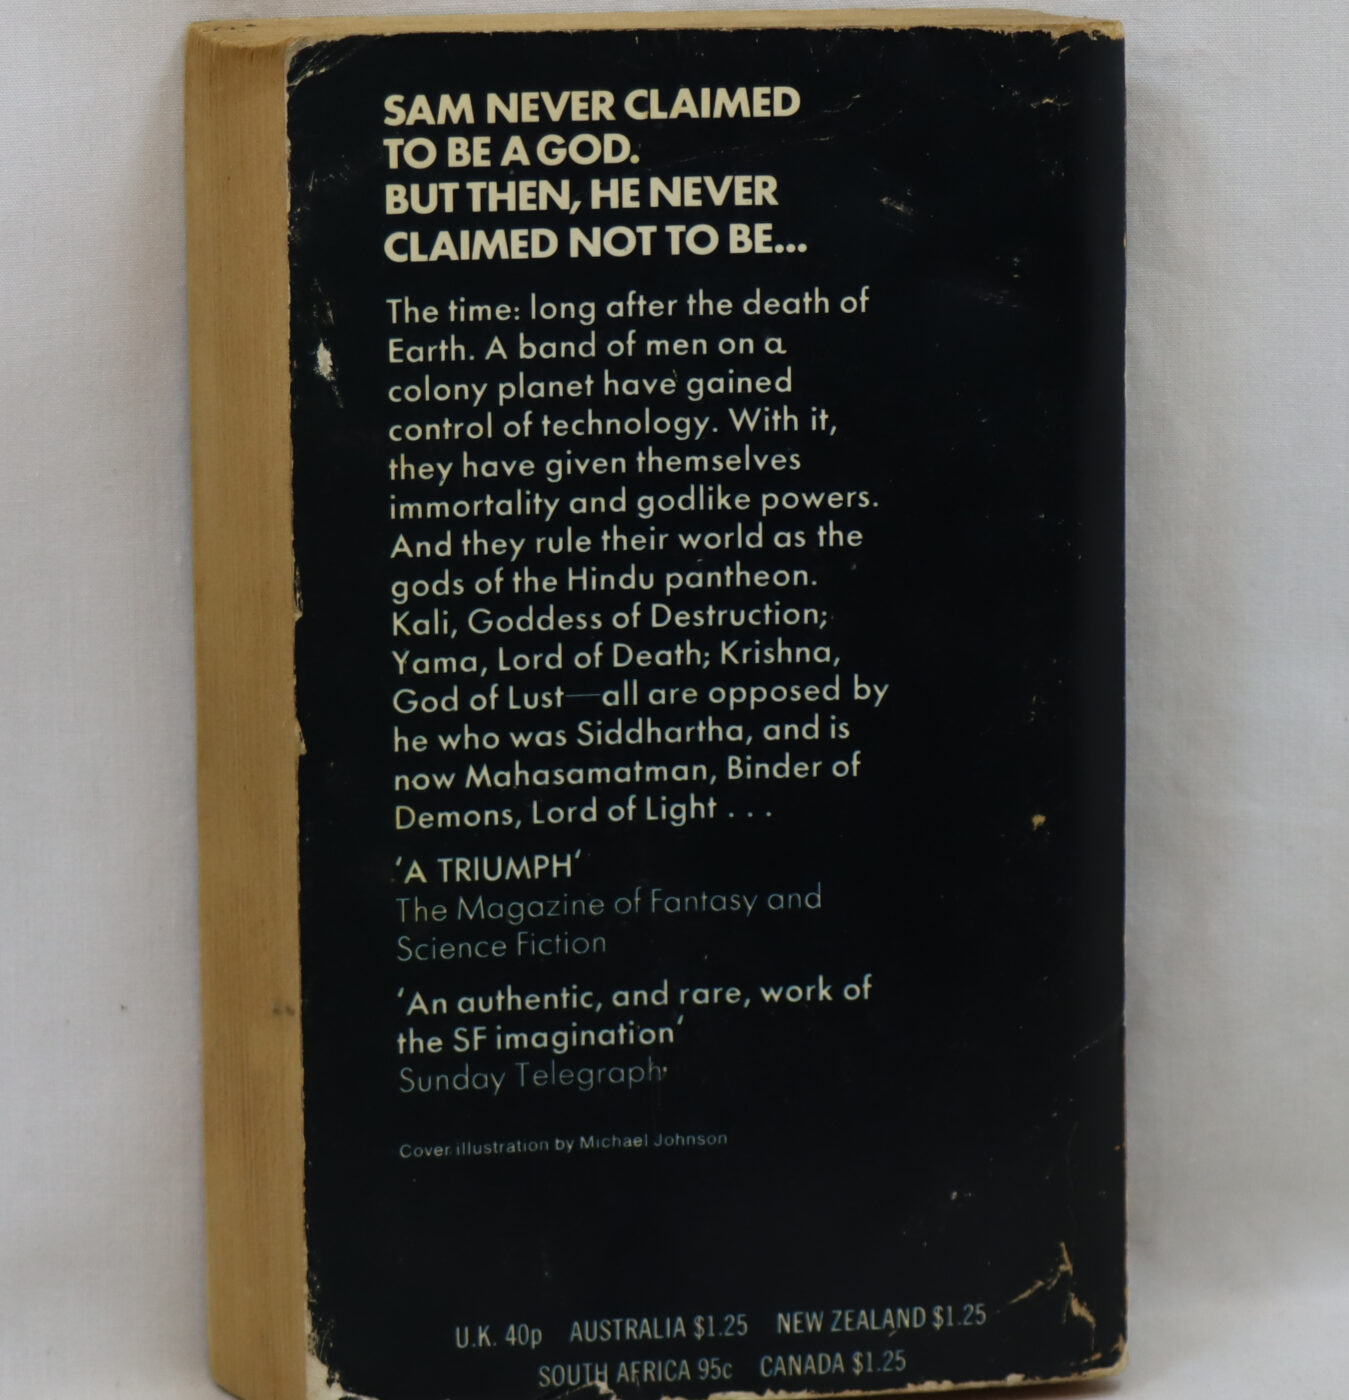 SAM NEVER CLAIMED
TO BE A GOD.
BUT THEN, HE NEVER
CLAIMED NOT TO BE...
The time: long after the death of
Earth. A band of men on a
colony planet have gained
control of technology. With it,
they have given themselves
immortality and godlike powers.
And they rule their world as the
gods of the Hindu pantheon.
Kali, Goddess of Destruction;
Yama, Lord of Death; Krishna,
God of Lust—all are opposed by
he who was Siddhartha, and is
now Mahasamatman, Binder of
Demons, Lord of Light . . .
‘A TRIUMPH‘
The Magazine of Fantasy and
Science Fiction
‘An authentic, and rare, work of
the SF imagination‘
Sunday Telegraph
Cover illustration by Michael Johnson
U.K. 40p AUSTRALIA $1.25 NEW ZEALAND $1.25
SOUTH AFRICA 95c CANADA $1.25